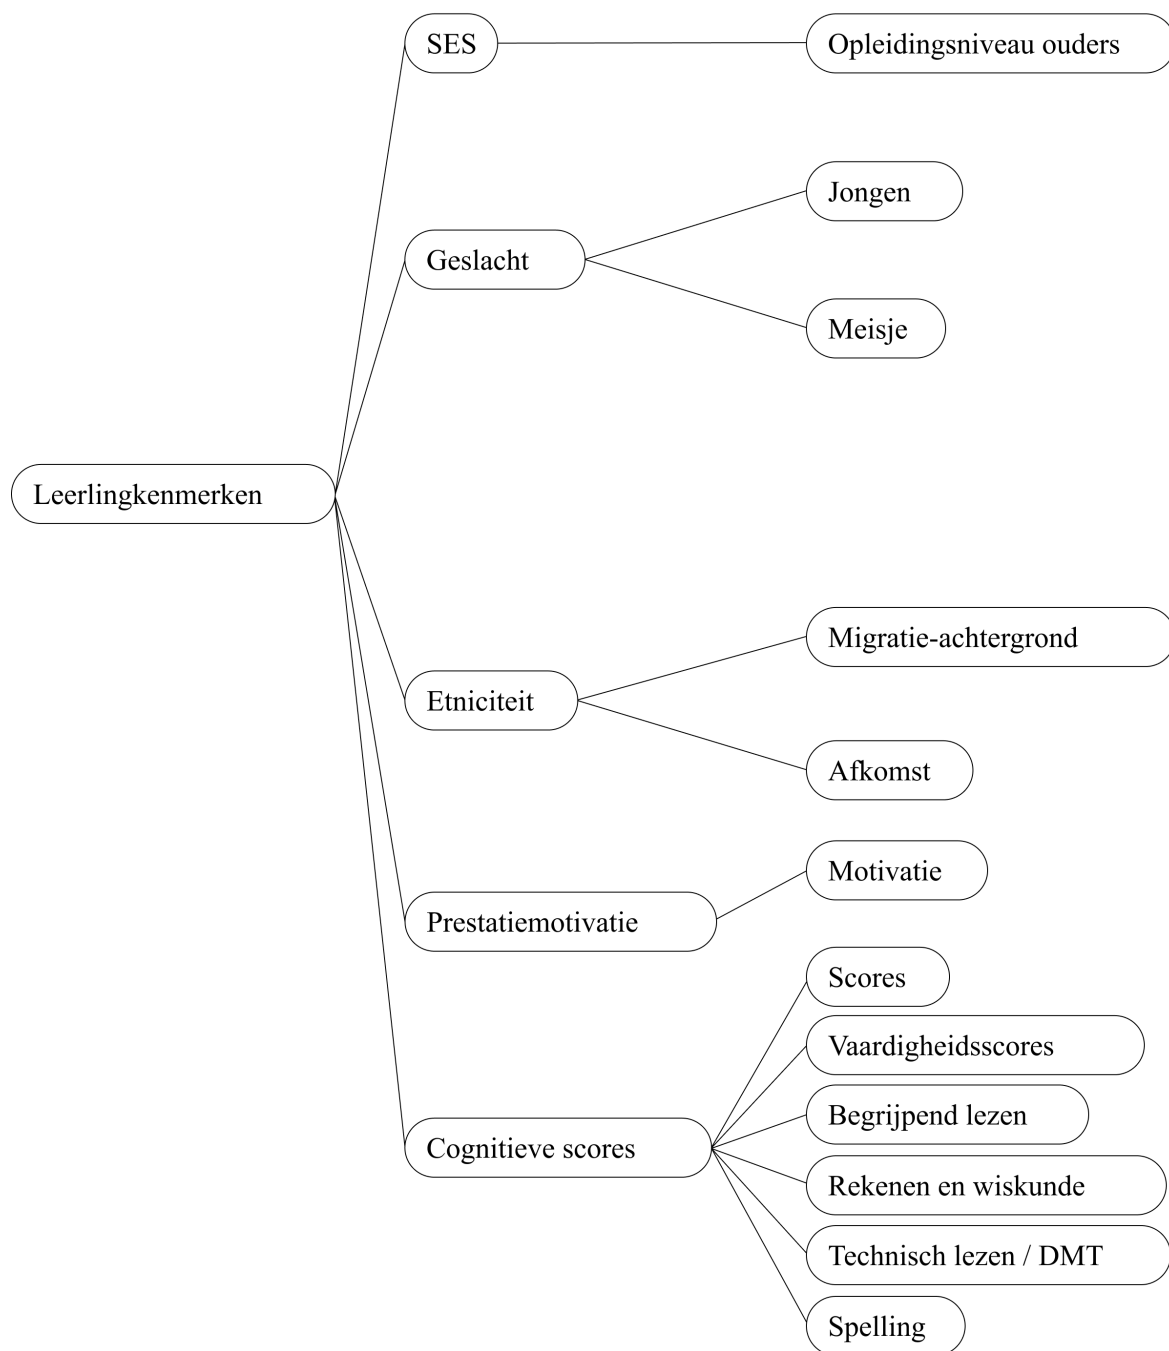 SES
Opleidingsniveau ouders
Jongen
Geslacht
Meisje
Leerlingkenmerken
Migratie-achtergrond
Etniciteit
Afkomst
Motivatie
Prestatiemotivatie
Scores
Vaardigheidsscores
Begrijpend lezen
Cognitieve scores
Rekenen en wiskunde
Technisch lezen / DMT
Spelling